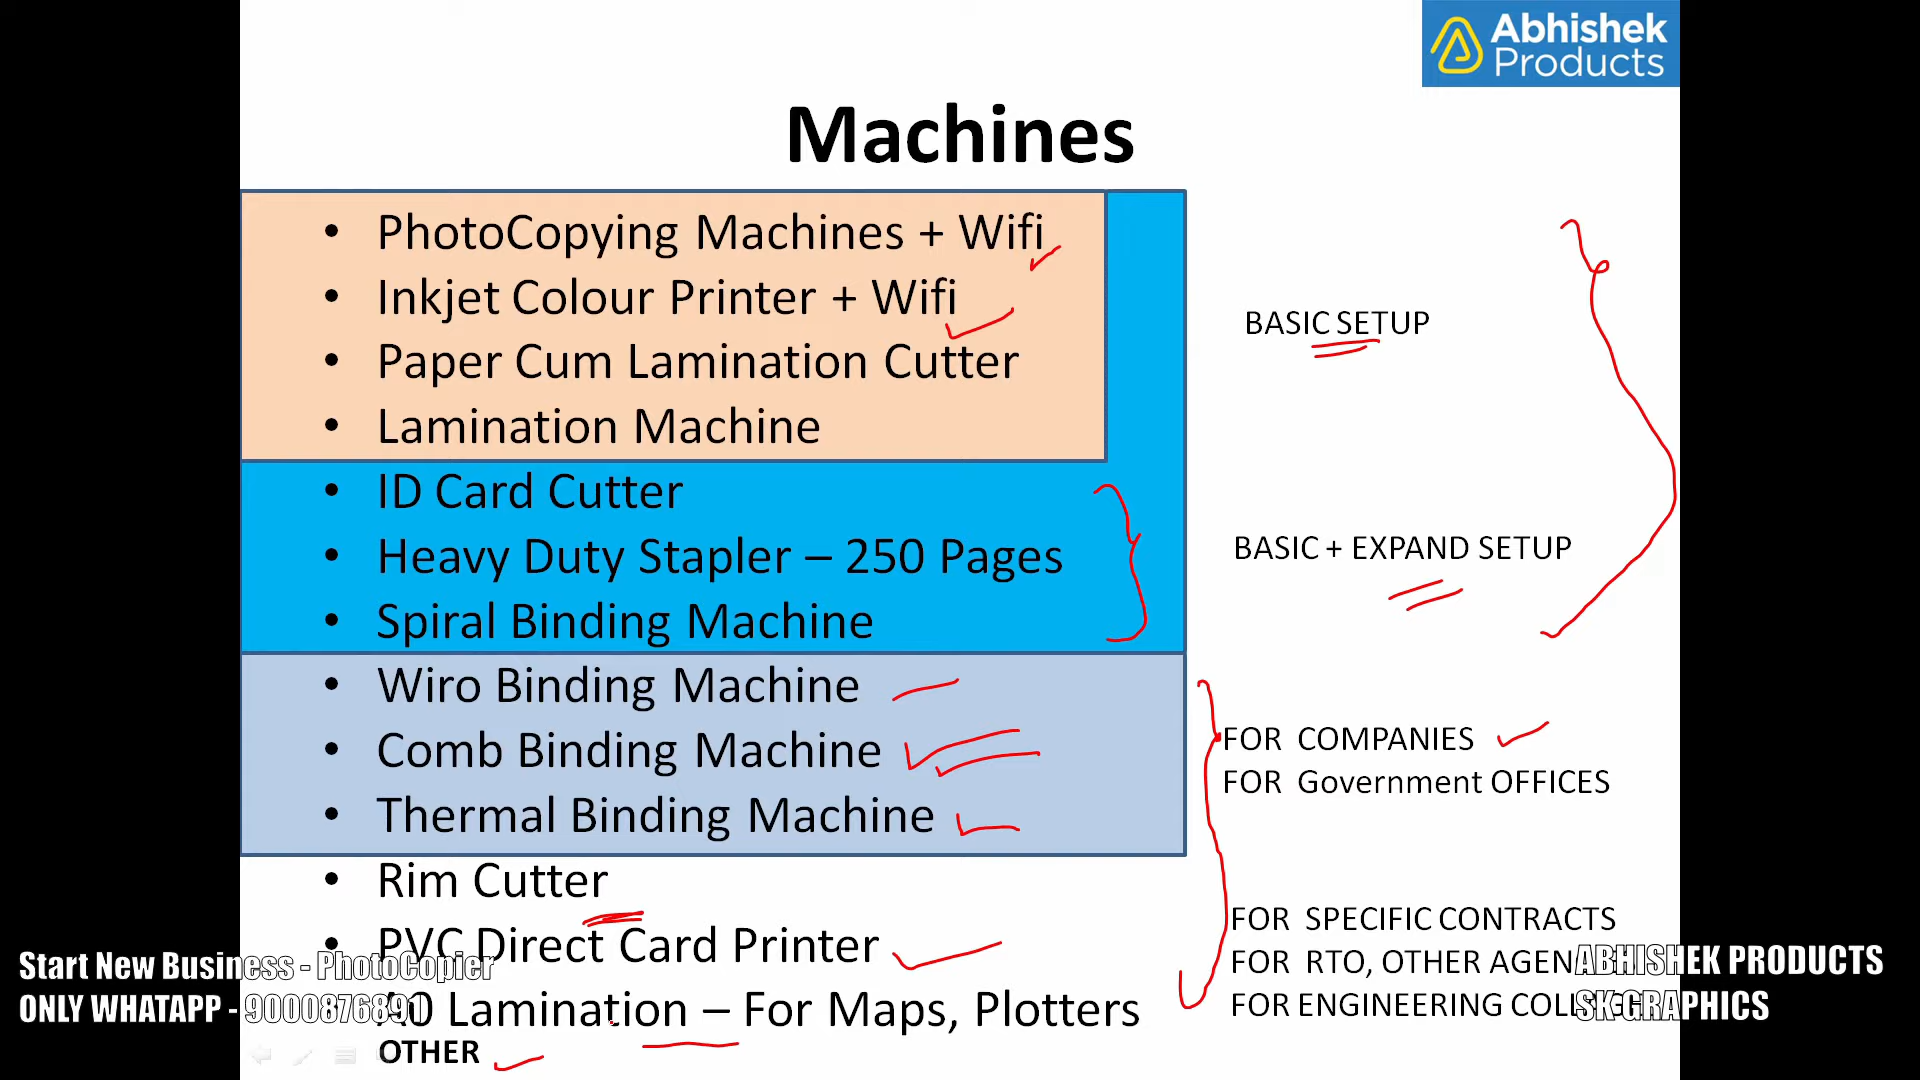 Abhishek
Products
Machines
• PhotoCopying Machines + Wifi
• Inkjet Colour Printer + Wifi
• Paper Cum Lamination Cutter
• Lamination Machine
BASIC SETUP
• ID Card Cutter
• Heavy Duty Stapler – 250 Pages
• Spiral Binding Machine
BASIC + EXPAND SETUP
• Wiro Binding Machine
• Comb Binding Machine
• Thermal Binding Machine
FOR COMPANIES
FOR Government OFFICES
• Rim Cutter
• PVC Direct Card Printer
A0 Lamination – For Maps, Plotters
OTHER
FOR SPECIFIC CONTRACTS
FOR RTO, OTHER
FOR ENGINEERING
Start New Business - PhotoCopier
ONLY WHATAPP - 9000876891
ABHISHEK PRODUCTS
SK GRAPHICS